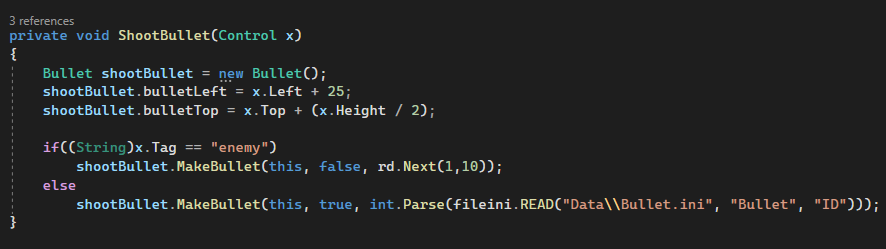 3 references
private void ShootBullet(Control x)
{
    Bullet shootBullet = new Bullet();
    shootBullet.bulletLeft = x.Left + 25;
    shootBullet.bulletTop = x.Top + (x.Height / 2);

    if((String)x.Tag == "enemy")
        shootBullet.MakeBullet(this, false, rd.Next(1,10));
    else
        shootBullet.MakeBullet(this, true, int.Parse(fileini.READ("Data\\Bullet.ini", "Bullet", "ID")));
}